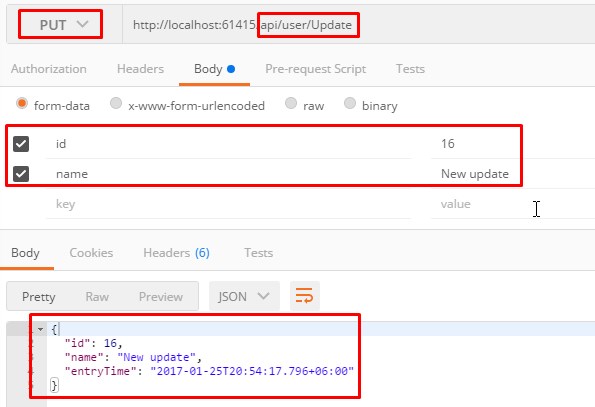 PUT http://localhost:61415/api/user/Update
Authorization Headers Body Pre-request Script Tests
form-data x-www-form-urlencoded raw binary
id 16
name New update
key value
Body Cookies Headers (6) Tests
Pretty Raw Preview JSON
{
"id": 16,
"name": "New update",
"entryTime": "2017-01-25T20:54:17.796+06:00"
}